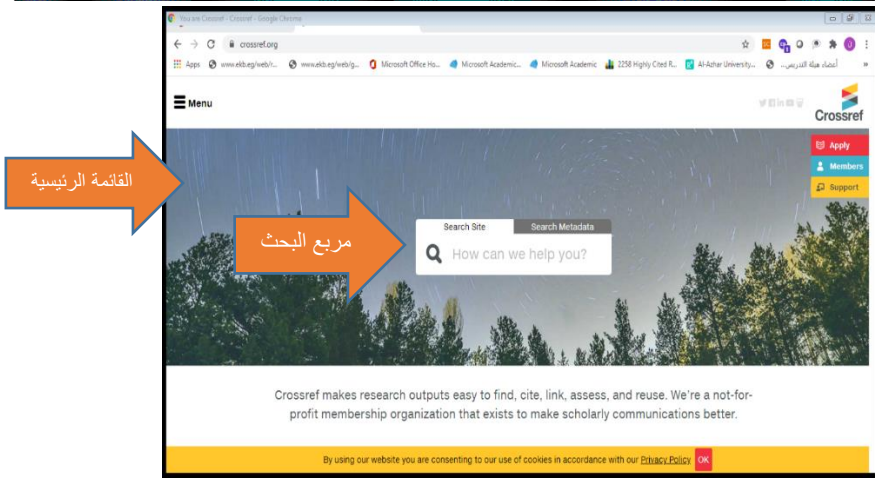 You are Crossref - Crossref - Google Chrome
crossref.org
Apps www.ekb.eg/web/r... www.ekb.eg/web/g... Microsoft Office Ho... Microsoft Academic... Microsoft Academic 2258 Highly Cited R... Al-Azhar University... أعضاء هيئة التدريس... »
Menu
Crossref
Apply
Members
Support
القائمة الرئيسية
مربع البحث
Search Site Search Metadata
How can we help you?
Crossref makes research outputs easy to find, cite, link, assess, and reuse. We're a not-for-
profit membership organization that exists to make scholarly communications better.
By using our website you are consenting to our use of cookies in accordance with our Privacy Policy OK